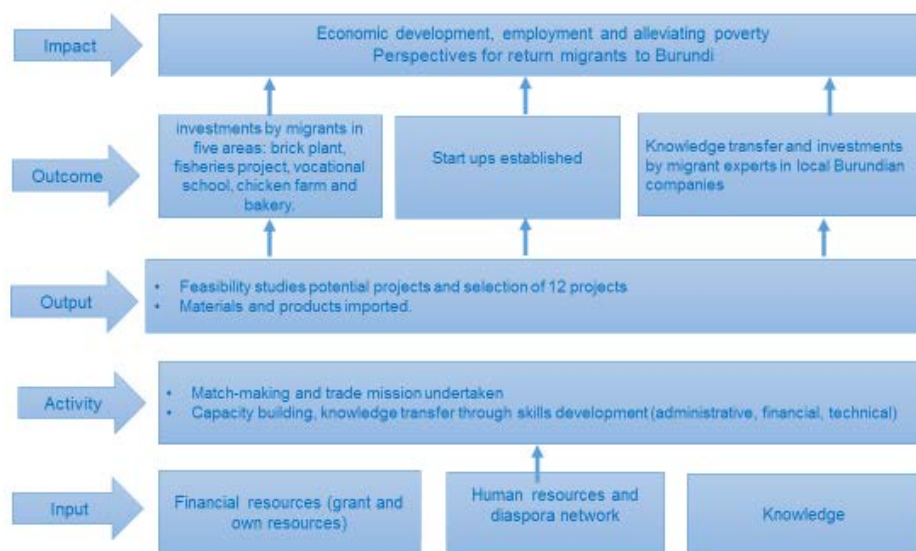 Impact
Economic development, employment and alleviating poverty
Perspectives for return migrants to Burundi
Outcome
investments by migrants in
five areas: brick plant,
fisheries project, vocational
school, chicken farm and
bakery.
Start ups established
Knowledge transfer and investments
by migrant experts in local Burundian
companies
Output
• Feasibility studies potential projects and selection of 12 projects
• Materials and products imported.
Activity
• Match-making and trade mission undertaken
• Capacity building, knowledge transfer through skills development (administrative, financial, technical)
Input
Financial resources (grant and
own resources)
Human resources and
diaspora network
Knowledge